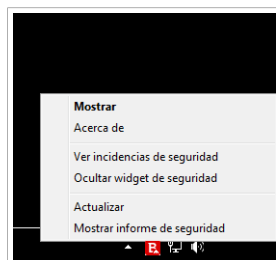 Mostrar
Acerca de
Ver incidencias de seguridad
Ocultar widget de seguridad
Actualizar
Mostrar informe de seguridad
B